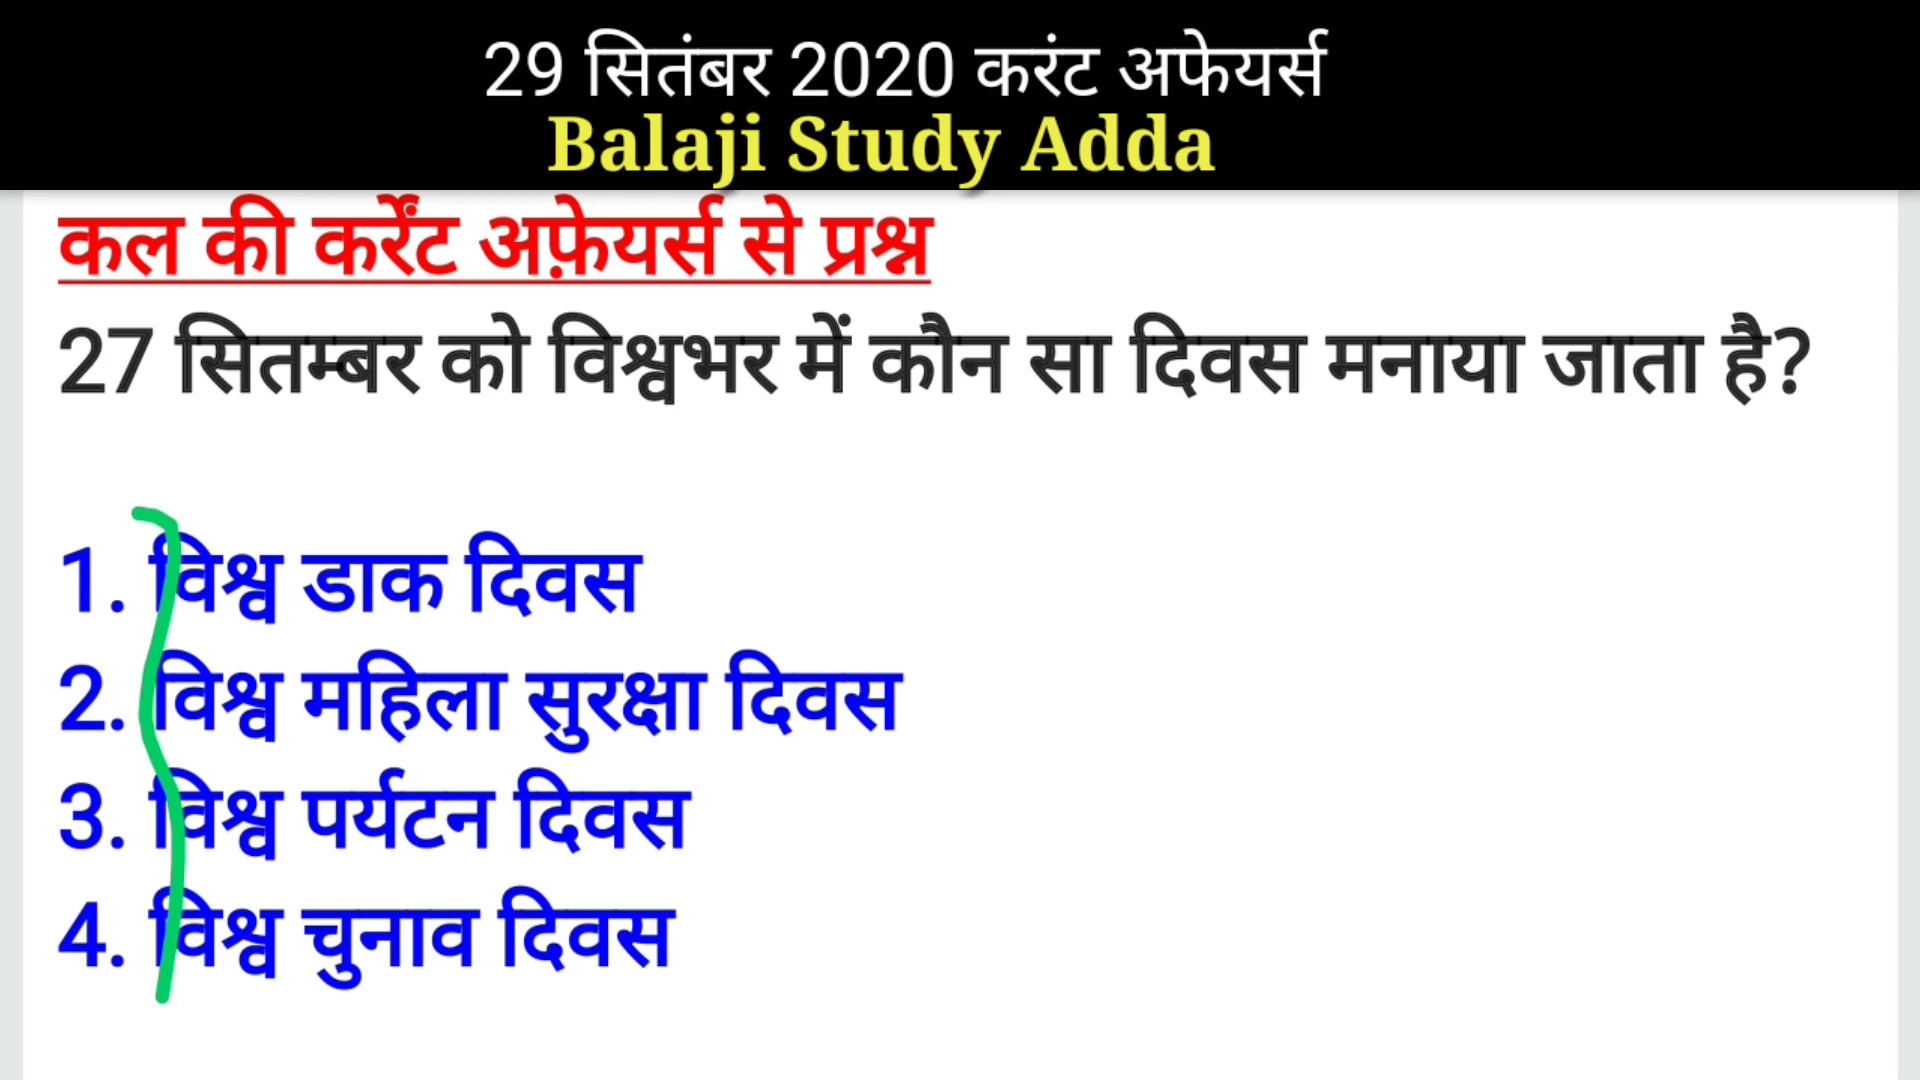 29 सितंबर 2020 करंट अफेयर्स
Balaji Study Adda
कल की करेंट अफ़ेयर्स से प्रश्न
27 सितम्बर को विश्वभर में कौन सा दिवस मनाया जाता है?
1. विश्व डाक दिवस
2. विश्व महिला सुरक्षा दिवस
3. विश्व पर्यटन दिवस
4. विश्व चुनाव दिवस